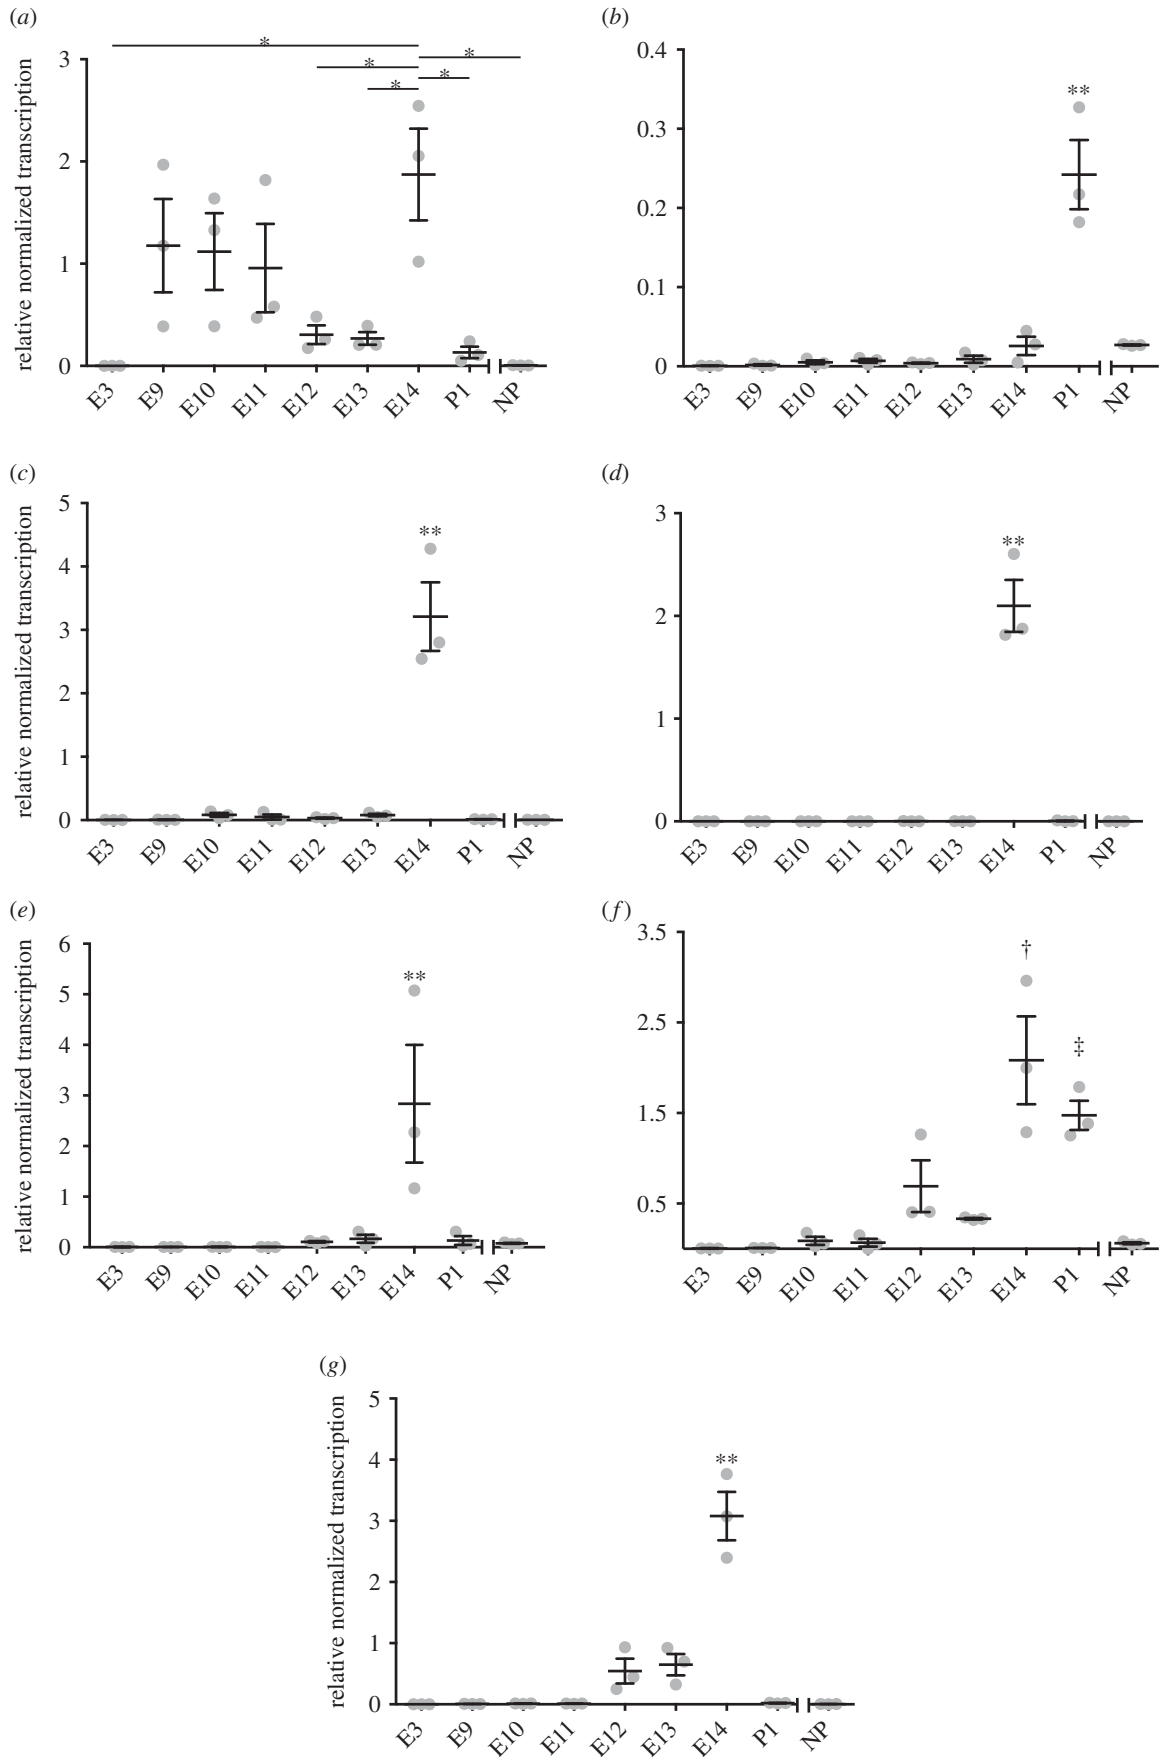 (a)
relative normalized transcription
3
2
1
0
*
*
*
*
*
E3 E9 E10 E11 E12 E13 E14 P1 NP
(b)
0.4
0.3
0.2
0.1
0
**
E3 E9 E10 E11 E12 E13 E14 P1 NP
(c)
relative normalized transcription
5
4
3
2
1
0
**
E3 E9 E10 E11 E12 E13 E14 P1 NP
(d)
3
2
1
0
**
E3 E9 E10 E11 E12 E13 E14 P1 NP
(e)
relative normalized transcription
6
5
4
3
2
1
0
**
E3 E9 E10 E11 E12 E13 E14 P1 NP
(f)
3.5
2.5
1.5
0.5
†
‡
E3 E9 E10 E11 E12 E13 E14 P1 NP
(g)
relative normalized transcription
5
4
3
2
1
0
**
E3 E9 E10 E11 E12 E13 E14 P1 NP